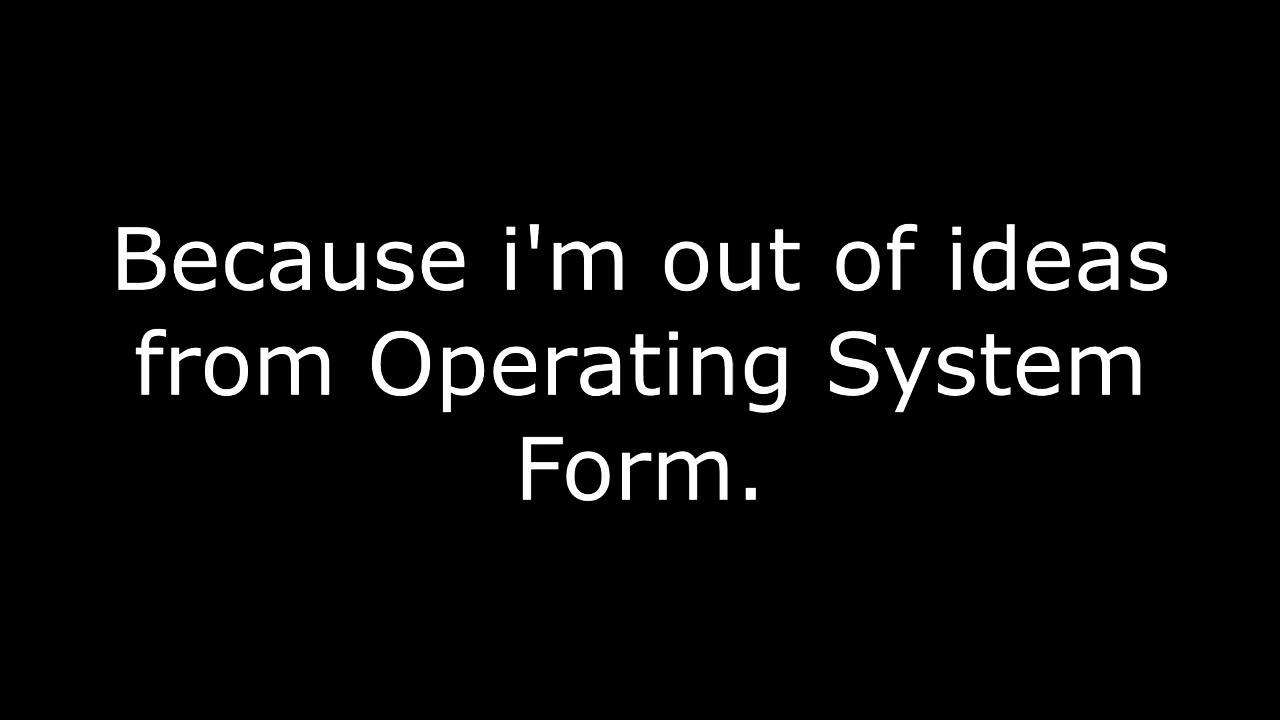 Because i'm out of ideas
from Operating System
Form.